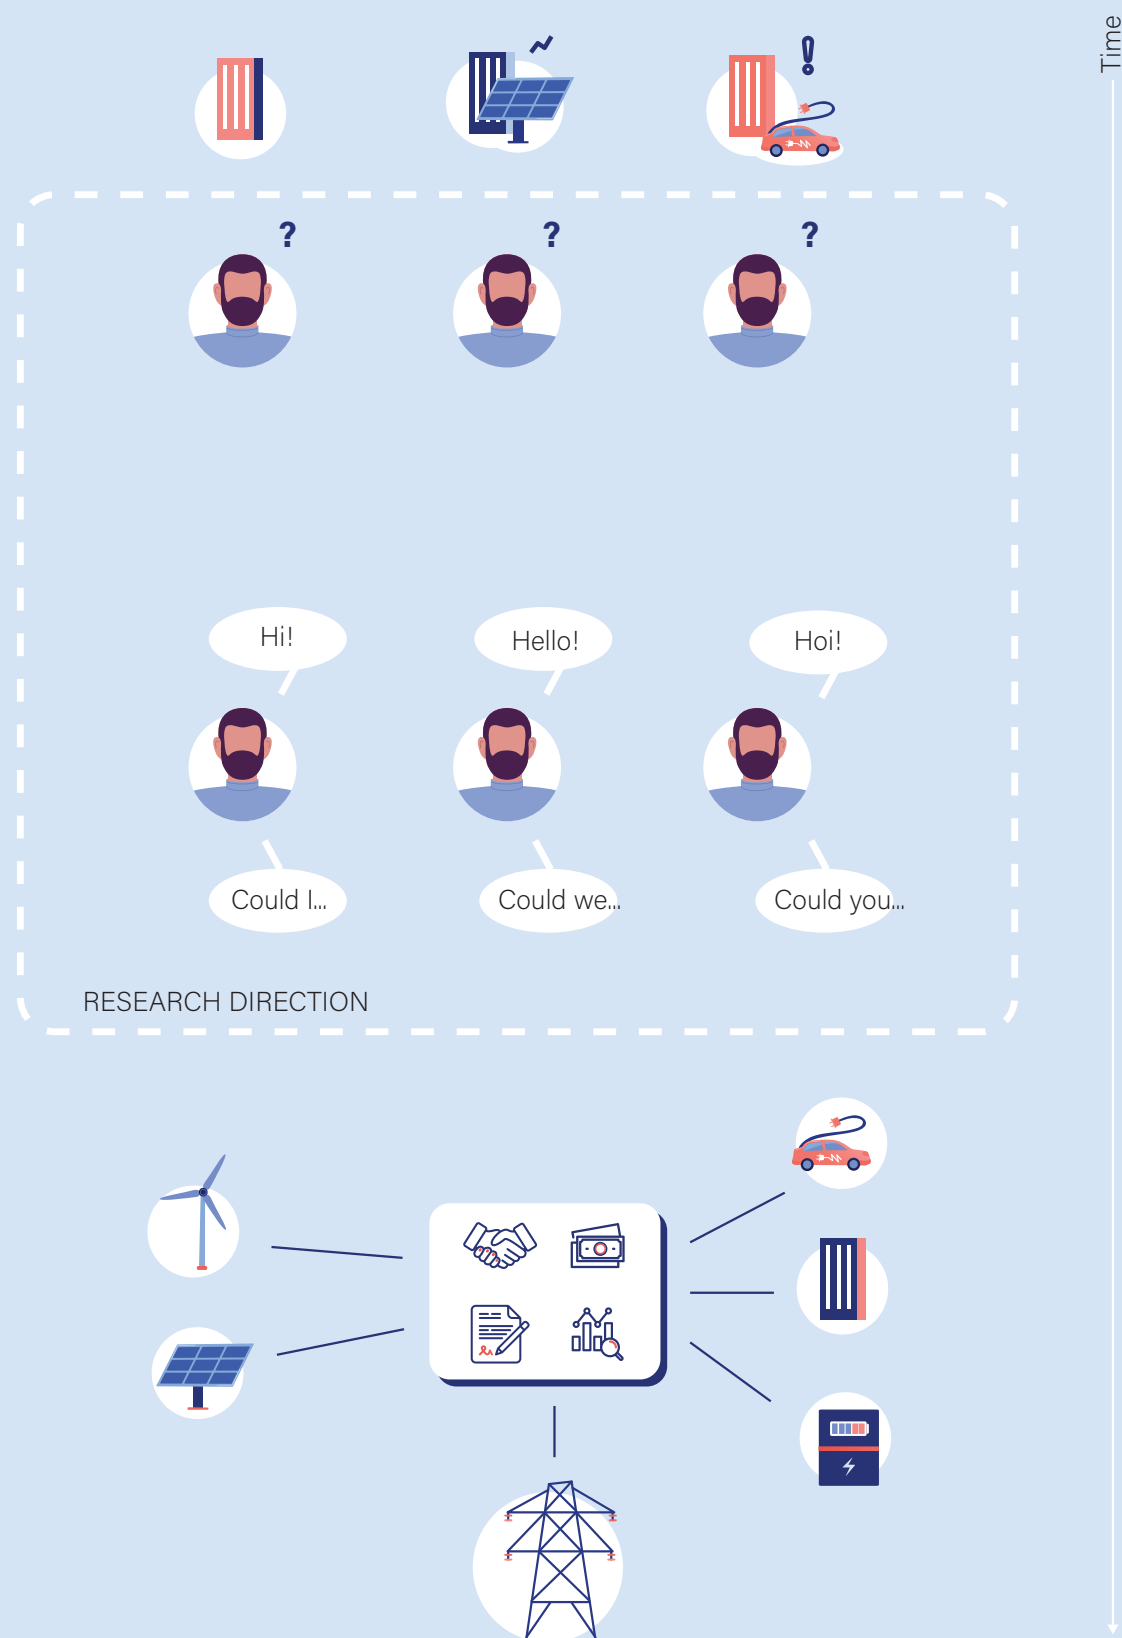 Time
?
?
?
Hi!
Hello!
Hoi!
Could I...
Could we...
Could you...
RESEARCH DIRECTION